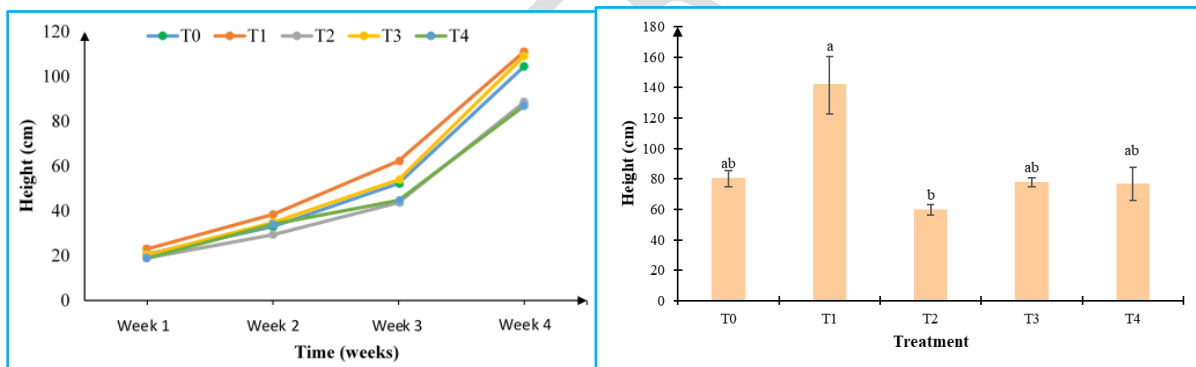 120
100
80
60
40
20
0
Height (cm)
T0 T1 T2 T3 T4
Week 1 Week 2 Week 3 Week 4
Time (weeks)
180
160
140
120
100
80
60
40
20
0
Height (cm)
ab a b ab ab
T0 T1 T2 T3 T4
Treatment